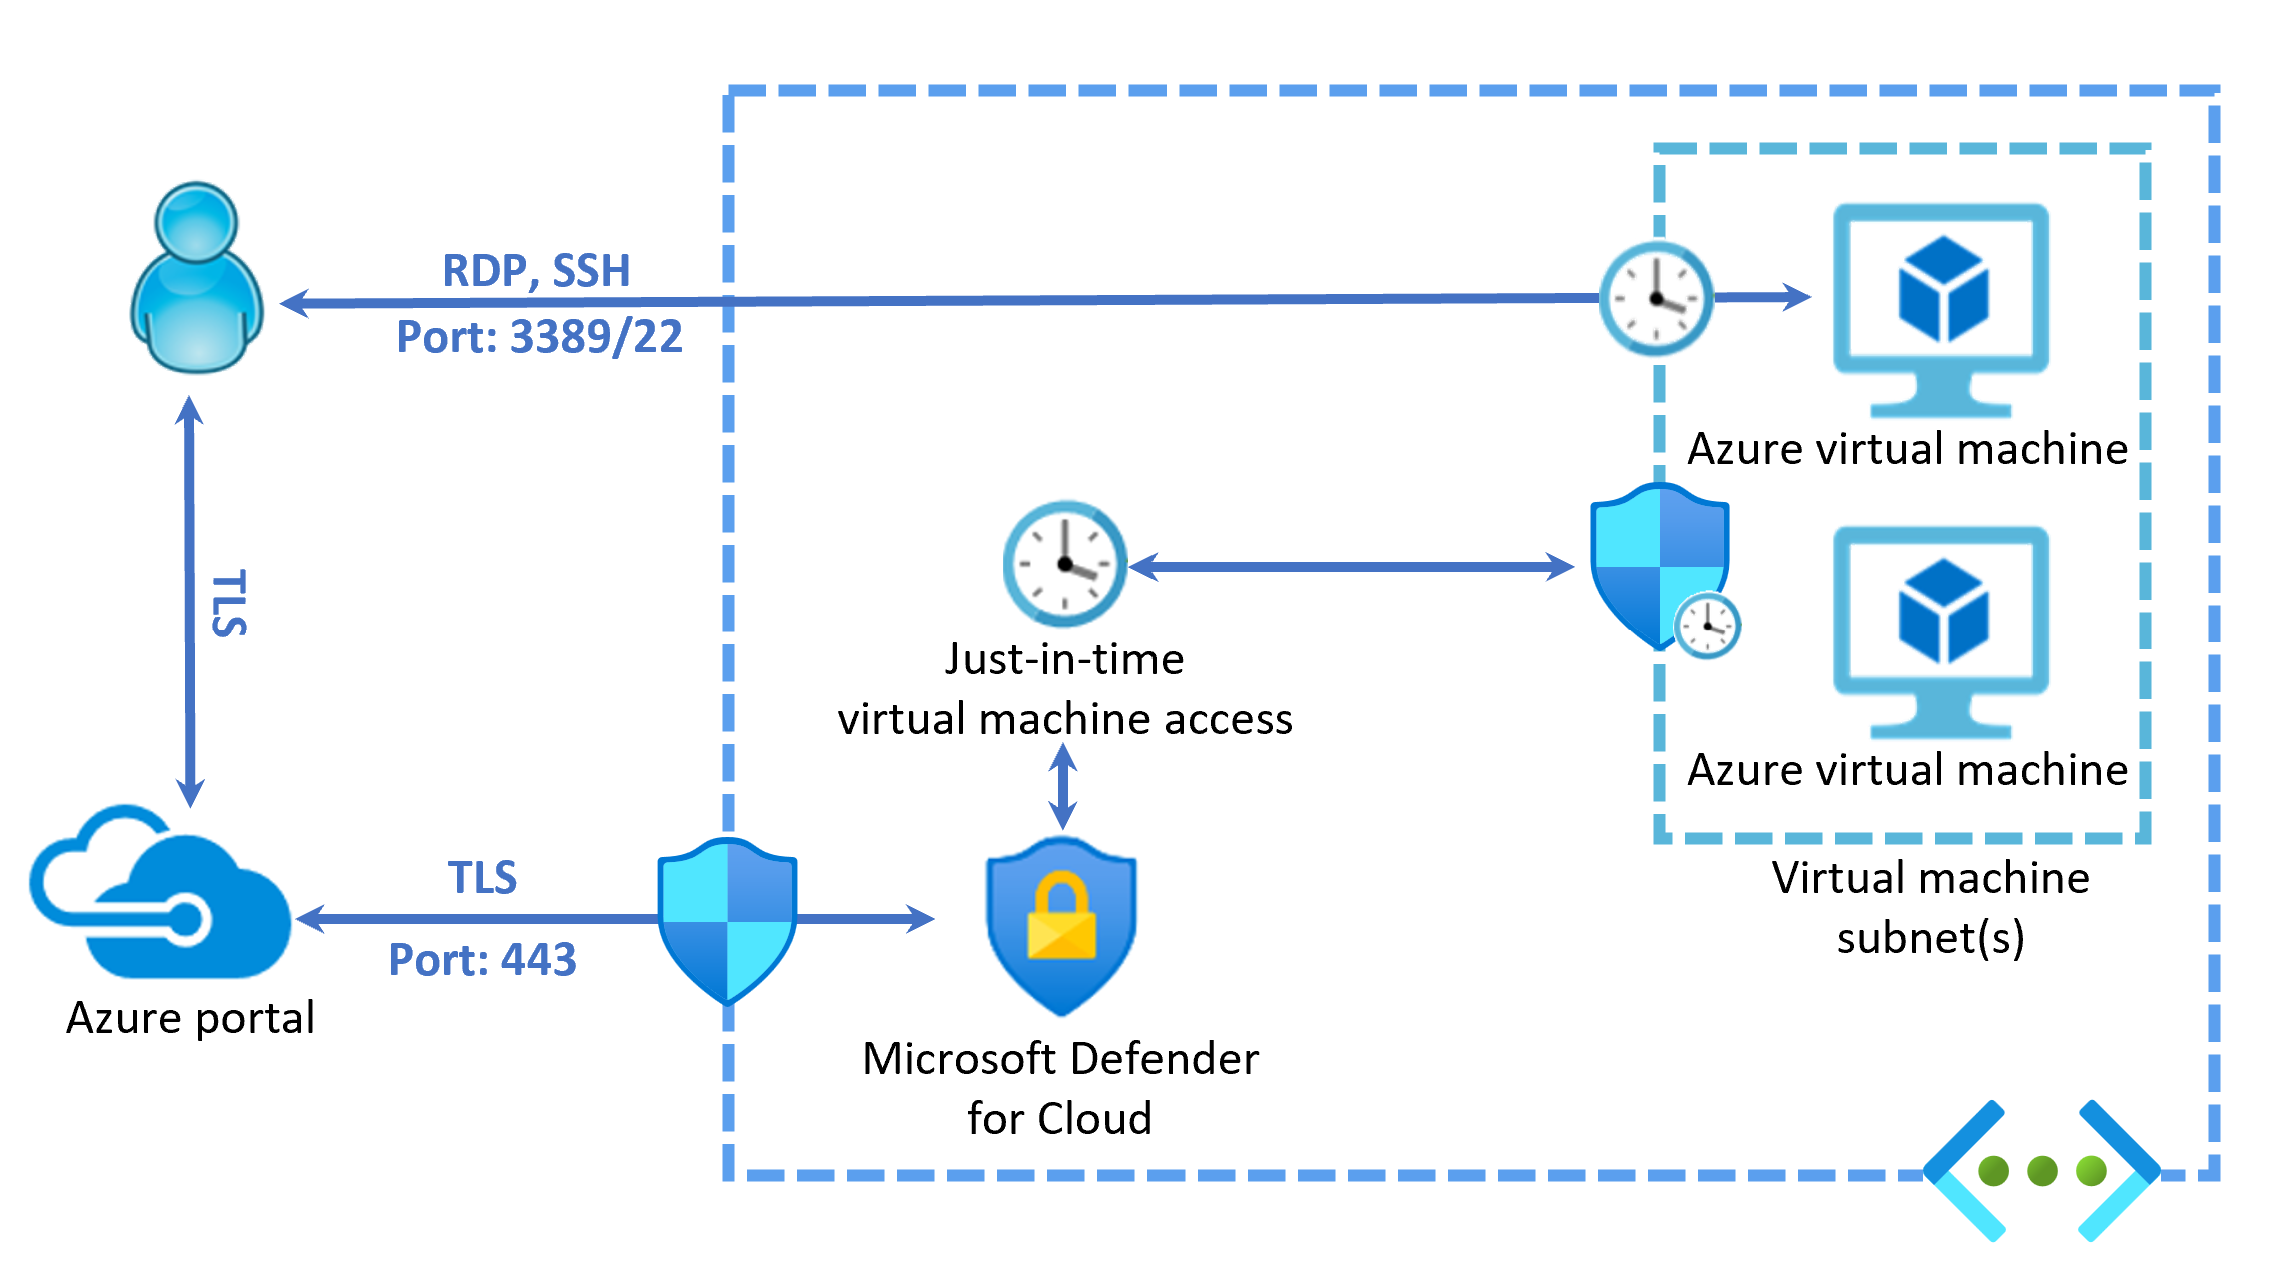 RDP, SSH
Port: 3389/22
Azure virtual machine
TLS
Just-in-time
virtual machine access
Azure virtual machine
TLS
Port: 443
Virtual machine
subnet(s)
Azure portal
Microsoft Defender
for Cloud